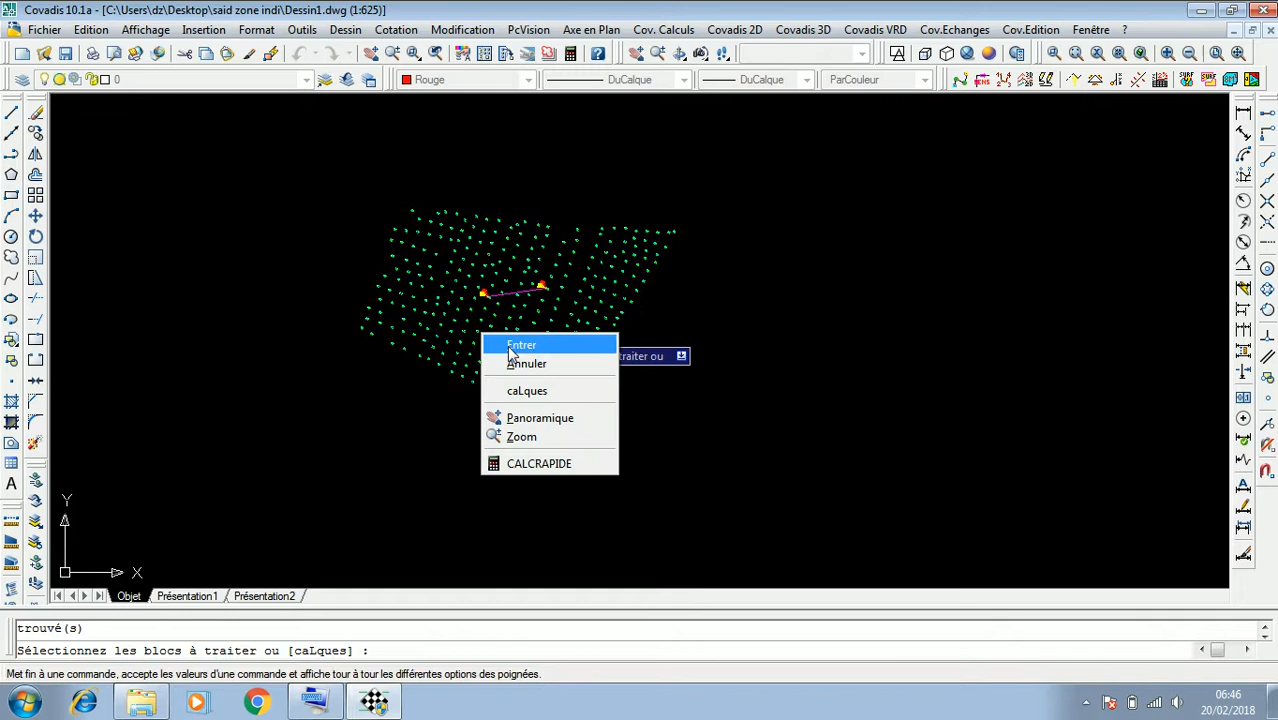 Covadis 10.1a - [C:\Users\dz\Desktop\said zone indi\Dessin1.dwg (1:625)]
Fichier Edition Affichage Insertion Format Outils Dessin Cotation Modification PcVision Cov. Calculs Covadis 2D Covadis 3D Covadis VRD Cov.Echanges Cov.Edition Fenêtre ?
0 Rouge DuCalque DuCalque ParCouleur
Entrer
traiter ou
Annuler
caLques
Panoramique
Zoom
CALCRAPIDE
Y
X
Objet Présentation1 Présentation2
trouvé(s)
Sélectionnez les blocs à traiter ou [caLques] :
Met fin à une commande, accepte les valeurs d'une commande et affiche tour à tour les différentes options des poignées.
06:46
20/02/2018